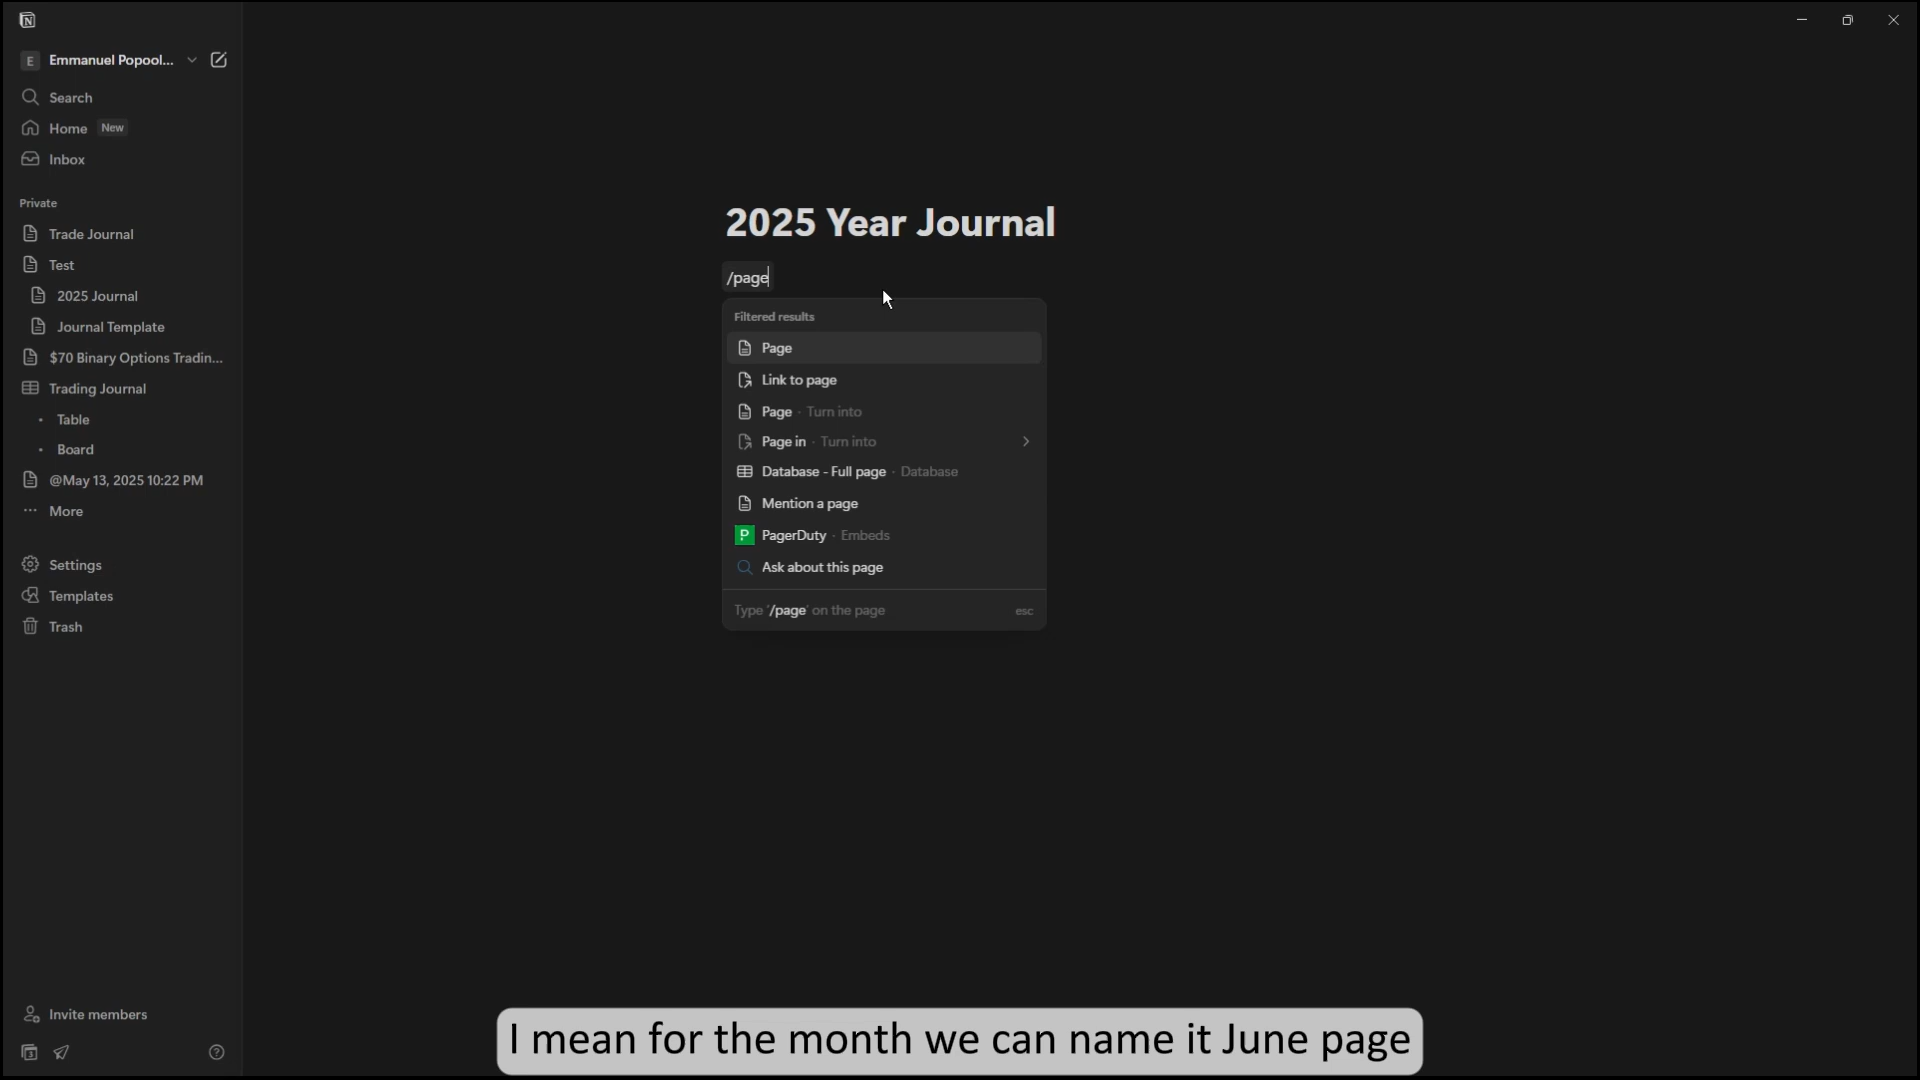 Emmanuel Popool...
Search
Home New
Inbox
Private
Trade Journal
Test
2025 Journal
Journal Template
$70 Binary Options Tradin...
Trading Journal
Table
Board
@May 13, 2025 10:22 PM
More
Settings
Templates
Trash
Invite members
2025 Year Journal
/page
Filtered results
Page
Link to page
Page · Turn into
Page in · Turn into
Database - Full page · Database
Mention a page
PagerDuty · Embeds
Ask about this page
Type '/page' on the page esc
I mean for the month we can name it June page